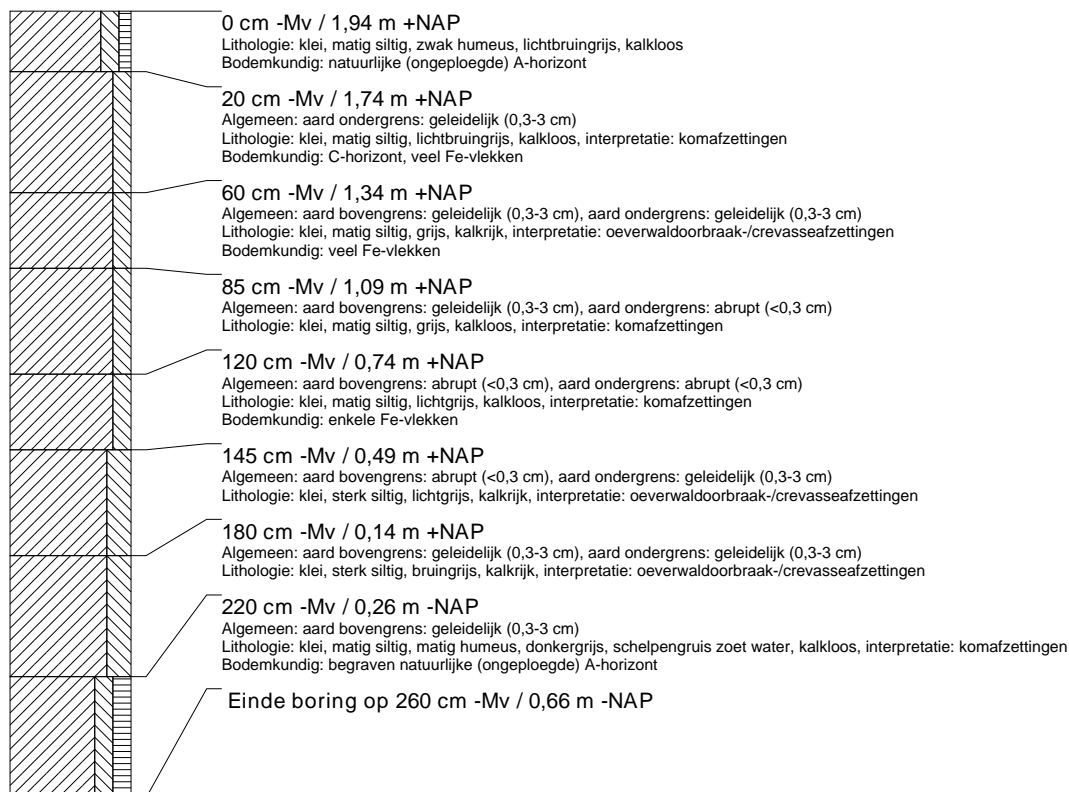 0 cm -Mv / 1,94 m +NAP
Lithologie: klei, matig siltig, zwak humeus, lichtbruingrijs, kalkloos
Bodemkundig: natuurlijke (ongeploegde) A-horizont
20 cm -Mv / 1,74 m +NAP
Algemeen: aard ondergrens: geleidelijk (0,3-3 cm)
Lithologie: klei, matig siltig, lichtbruingrijs, kalkloos, interpretatie: komafzettingen
Bodemkundig: C-horizont, veel Fe-vlekken
60 cm -Mv / 1,34 m +NAP
Algemeen: aard bovengrens: geleidelijk (0,3-3 cm), aard ondergrens: geleidelijk (0,3-3 cm)
Lithologie: klei, matig siltig, grijs, kalkrijk, interpretatie: oeverwaldoorbraak-/crevasseafzettingen
Bodemkundig: veel Fe-vlekken
85 cm -Mv / 1,09 m +NAP
Algemeen: aard bovengrens: geleidelijk (0,3-3 cm), aard ondergrens: abrupt (<0,3 cm)
Lithologie: klei, matig siltig, grijs, kalkloos, interpretatie: komafzettingen
120 cm -Mv / 0,74 m +NAP
Algemeen: aard bovengrens: abrupt (<0,3 cm), aard ondergrens: abrupt (<0,3 cm)
Lithologie: klei, matig siltig, lichtgrijs, kalkloos, interpretatie: komafzettingen
Bodemkundig: enkele Fe-vlekken
145 cm -Mv / 0,49 m +NAP
Algemeen: aard bovengrens: abrupt (<0,3 cm), aard ondergrens: geleidelijk (0,3-3 cm)
Lithologie: klei, sterk siltig, lichtgrijs, kalkrijk, interpretatie: oeverwaldoorbraak-/crevasseafzettingen
180 cm -Mv / 0,14 m +NAP
Algemeen: aard bovengrens: geleidelijk (0,3-3 cm), aard ondergrens: geleidelijk (0,3-3 cm)
Lithologie: klei, sterk siltig, bruingrijs, kalkrijk, interpretatie: oeverwaldoorbraak-/crevasseafzettingen
220 cm -Mv / 0,26 m -NAP
Algemeen: aard bovengrens: geleidelijk (0,3-3 cm)
Lithologie: klei, matig siltig, matig humeus, donkergrijs, schelpengruis zoet water, kalkloos, interpretatie: komafzettingen
Bodemkundig: begraven natuurlijke (ongeploegde) A-horizont
Einde boring op 260 cm -Mv / 0,66 m -NAP